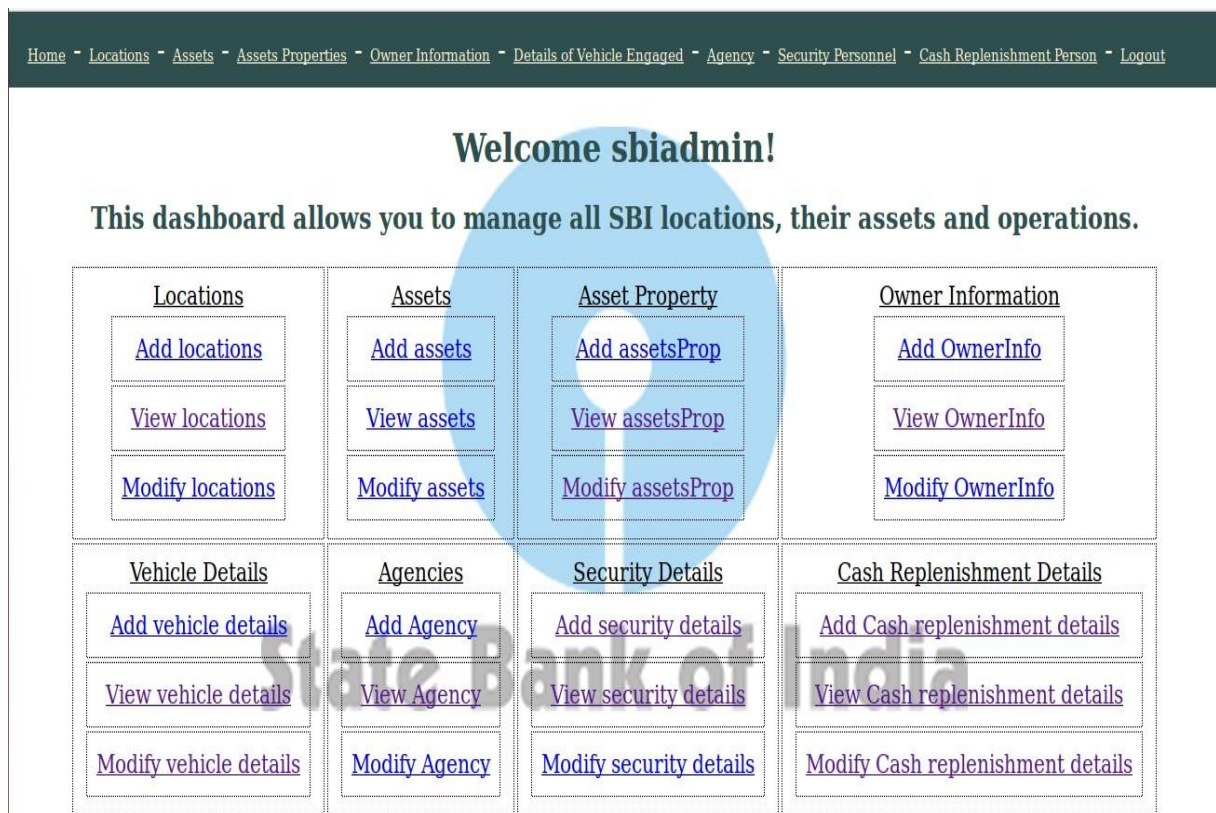 Home - Locations - Assets - Assets Properties - Owner Information - Details of Vehicle Engaged - Agency - Security Personnel - Cash Replenishment Person - Logout
Welcome sbiadmin!
This dashboard allows you to manage all SBI locations, their assets and operations.
Locations
Add locations
View locations
Modify locations
Assets
Add assets
View assets
Modify assets
Asset Property
Add assetsProp
View assetsProp
Modify assetsProp
Owner Information
Add OwnerInfo
View OwnerInfo
Modify OwnerInfo
Vehicle Details
Add vehicle details
View vehicle details
Modify vehicle details
Agencies
Add Agency
View Agency
Modify Agency
Security Details
Add security details
View security details
Modify security details
Cash Replenishment Details
Add Cash replenishment details
View Cash replenishment details
Modify Cash replenishment details
State Bank of India